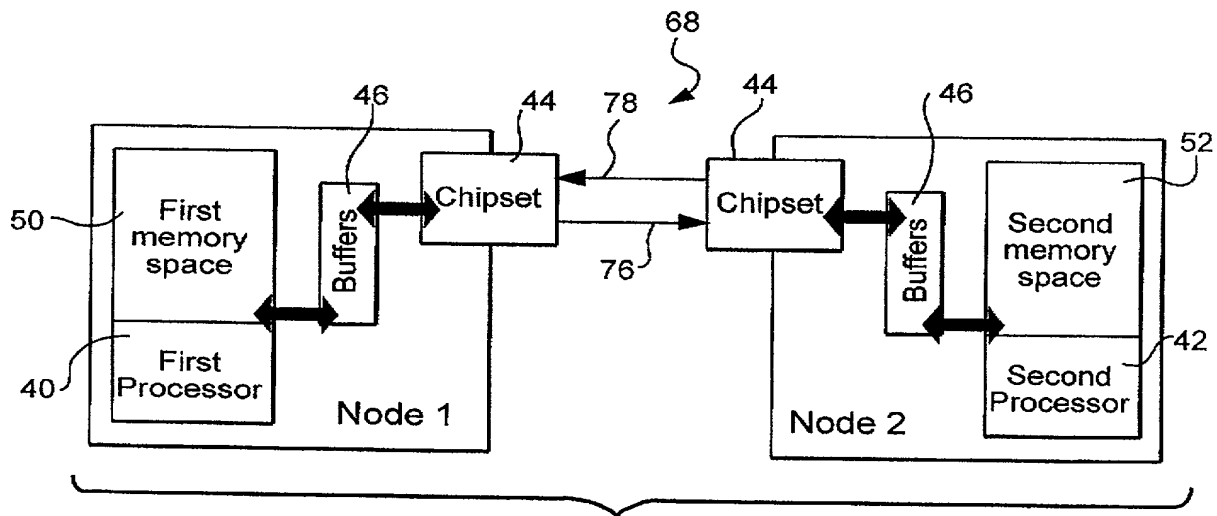 68
46
44
78
44
46
52
50
First
memory
space
Buffers
Chipset
Chipset
Buffers
Second
memory
space
76
40
First
Processor
Node 1
Node 2
Second
Processor
42